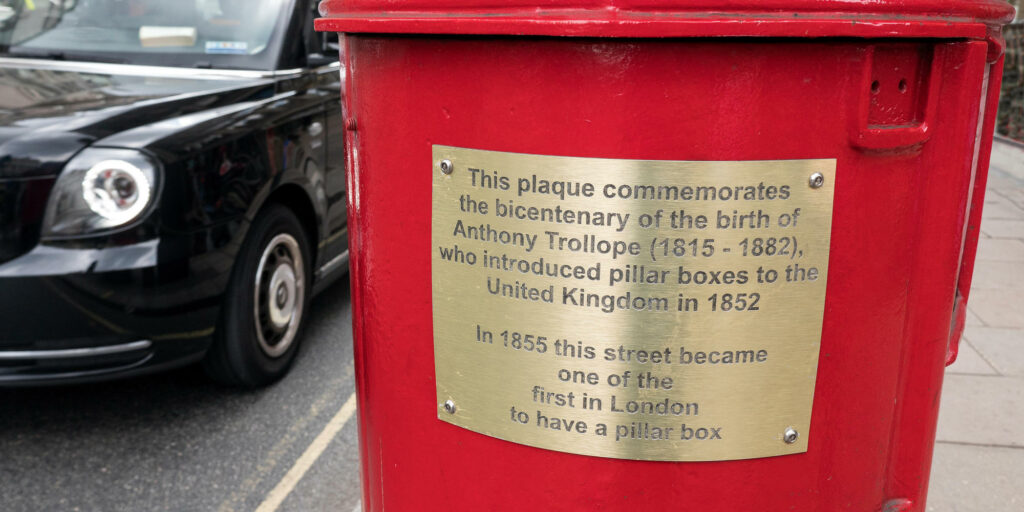 This plaque commemorates
the bicentenary of the birth of
Anthony Trollope (1815 - 1882),
who introduced pillar boxes to the
United Kingdom in 1852
In 1855 this street became
one of the
first in London
to have a pillar box